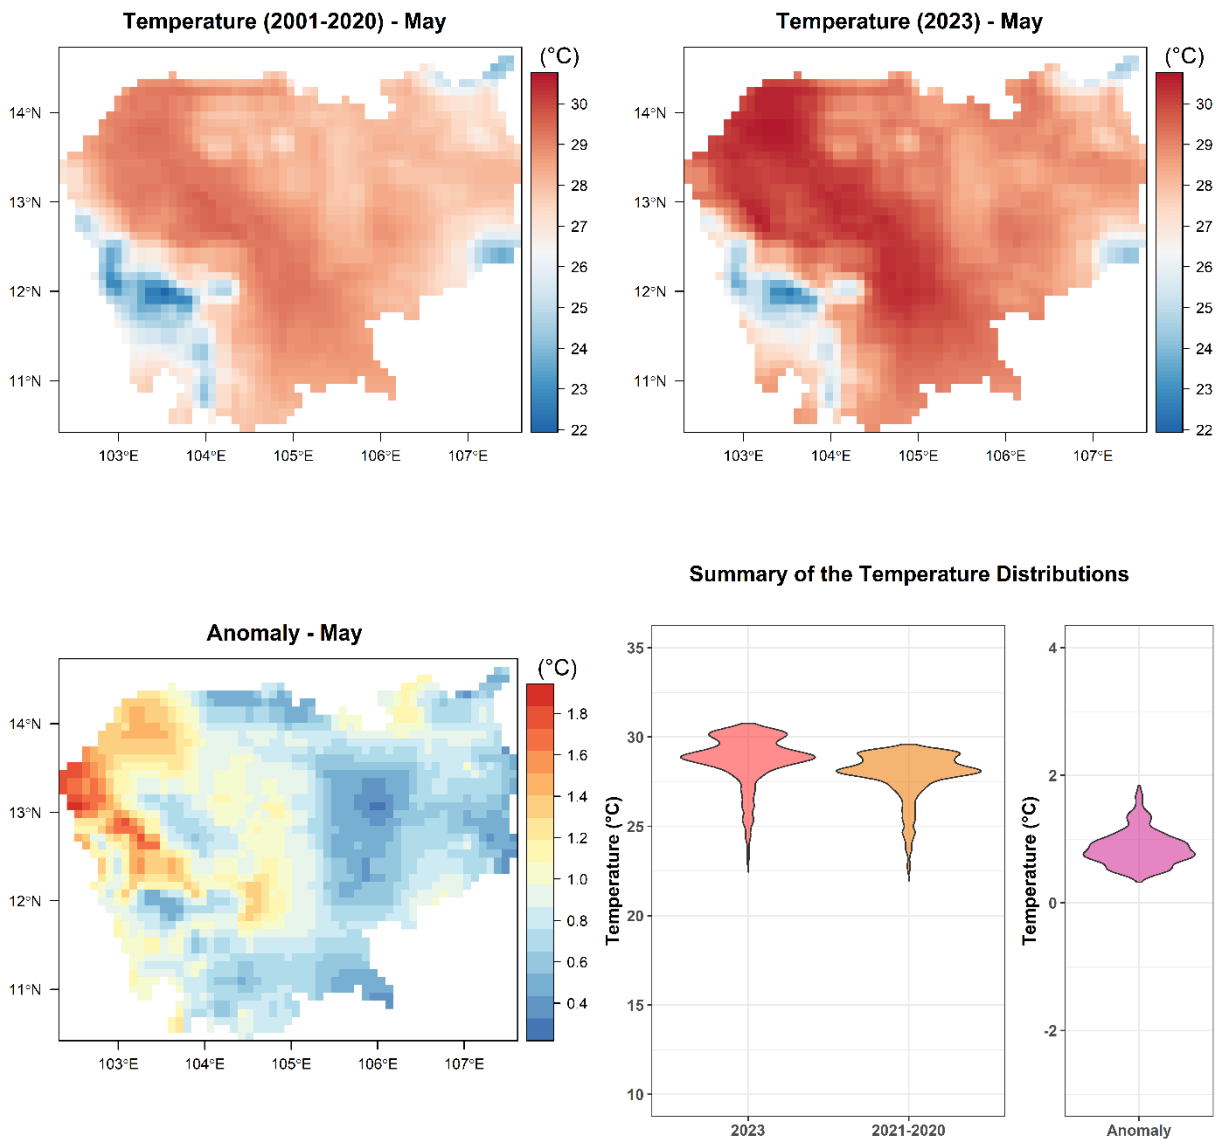 Temperature (2001-2020) - May
(°C)
30
29
28
27
26
25
24
23
22
14°N
13°N
12°N
11°N
103°E 104°E 105°E 106°E 107°E
Temperature (2023) - May
(°C)
30
29
28
27
26
25
24
23
22
14°N
13°N
12°N
11°N
103°E 104°E 105°E 106°E 107°E
Anomaly - May
(°C)
1.8
1.6
1.4
1.2
1.0
0.8
0.6
0.4
14°N
13°N
12°N
11°N
103°E 104°E 105°E 106°E 107°E
Summary of the Temperature Distributions
Temperature (°C)
35
30
25
20
15
10
2023 2021-2020
Temperature (°C)
4
2
0
-2
Anomaly